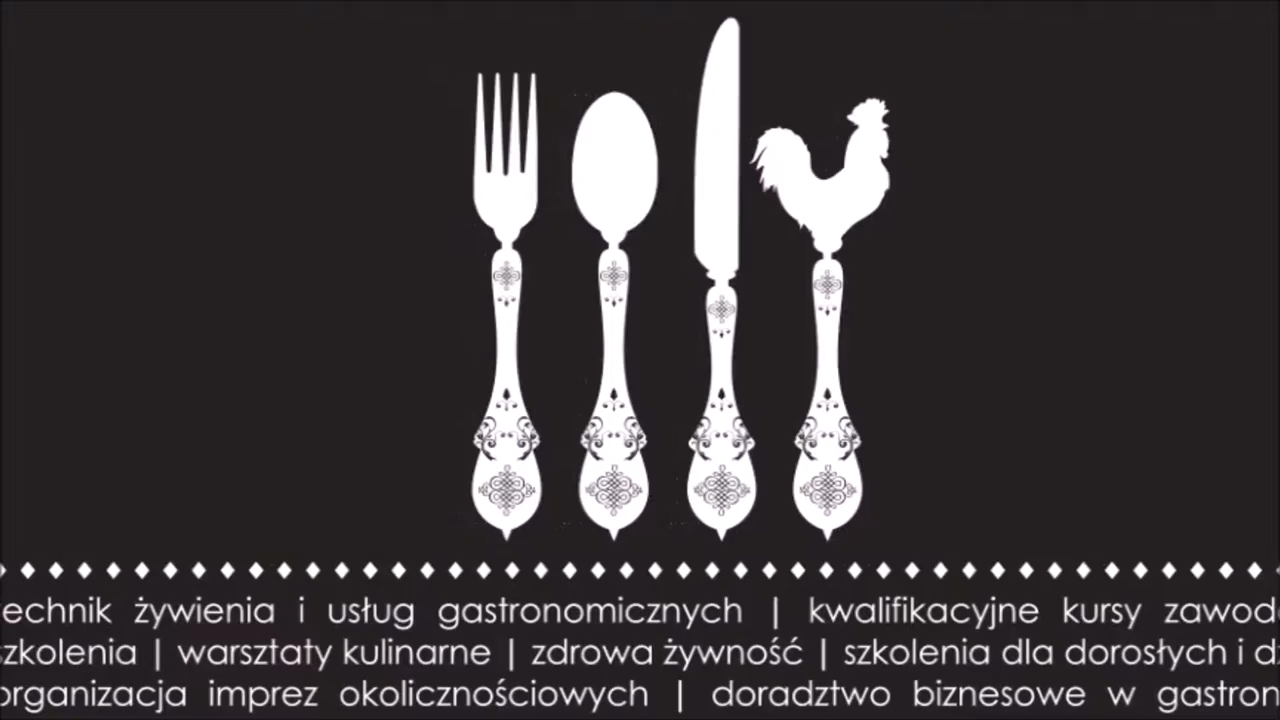 echnik żywienia i usług gastronomicznych | kwalifikacyjne kursy zawod
zkolenia | warsztaty kulinarne | zdrowa żywność | szkolenia dla dorosłych i dz
organizacja imprez okolicznościowych | doradztwo biznesowe w gastron